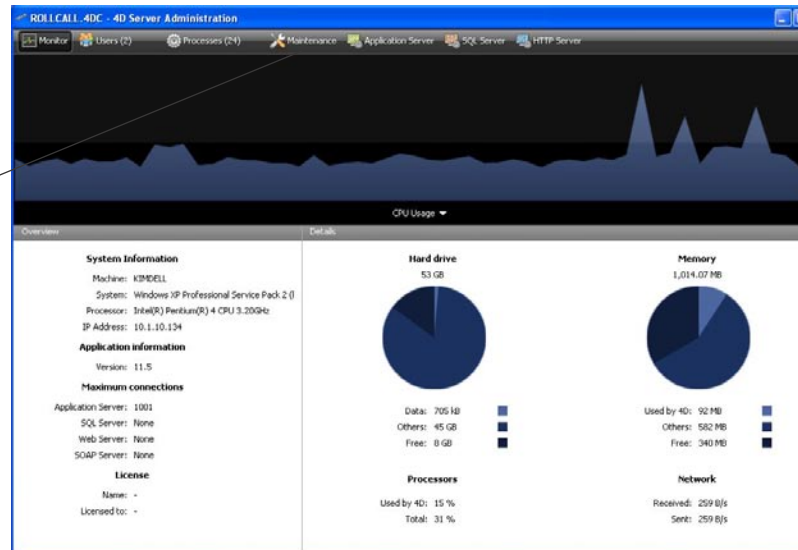 ROLLCALL.4DC - 4D Server Administration
Monitor Users (2) Processes (24) Maintenance Application Server SQL Server HTTP Server
CPU Usage
Overview
Details
System Information
Machine: KIMDELL
System: Windows XP Professional Service Pack 2 (
Processor: Intel(R) Pentium(R) 4 CPU 3.20GHz
IP Address: 10.1.10.134
Application information
Version: 11.5
Maximum connections
Application Server: 1001
SQL Server: None
Web Server: None
SOAP Server: None
License
Name: -
Licensed to: -
Hard drive
53 GB
Data: 705 kB
Others: 45 GB
Free: 8 GB
Processors
Used by 4D: 15 %
Total: 31 %
Memory
1,014.07 MB
Used by 4D: 92 MB
Others: 582 MB
Free: 340 MB
Network
Received: 259 B/s
Sent: 259 B/s